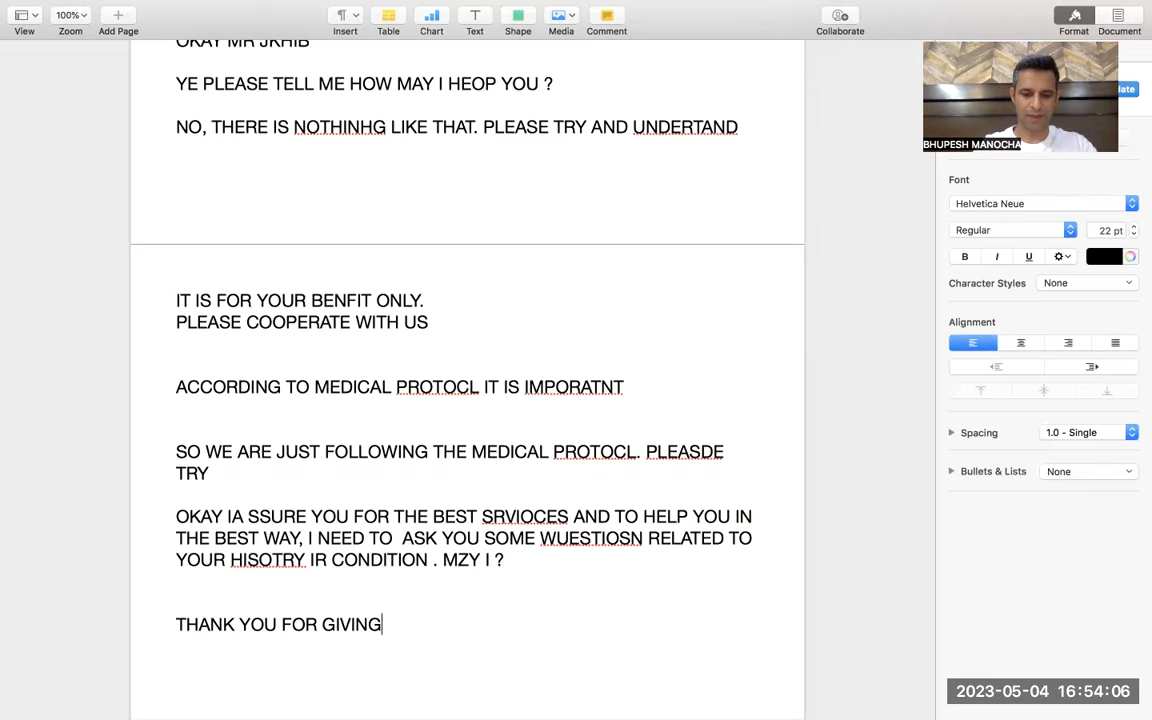 View
100%
Zoom
Add Page
Insert
Table
Chart
Text
Shape
Media
Comment
Collaborate
Format
Document
OKAY MR JKHIB
YE PLEASE TELL ME HOW MAY I HEOP YOU ?
NO, THERE IS NOTHINHG LIKE THAT. PLEASE TRY AND UNDERTAND
IT IS FOR YOUR BENFIT ONLY.
PLEASE COOPERATE WITH US
ACCORDING TO MEDICAL PROTOCL IT IS IMPORATNT
SO WE ARE JUST FOLLOWING THE MEDICAL PROTOCL. PLEASDE
TRY
OKAY IA SSURE YOU FOR THE BEST SRVIOCES AND TO HELP YOU IN
THE BEST WAY, I NEED TO  ASK YOU SOME WUESTIOSN RELATED TO
YOUR HISOTRY IR CONDITION . MZY I ?
THANK YOU FOR GIVING
BHUPESH MANOCHA
Font
Helvetica Neue
Regular
22 pt
B I U
Character Styles
None
Alignment
Spacing
1.0 - Single
Bullets & Lists
None
2023-05-04 16:54:06